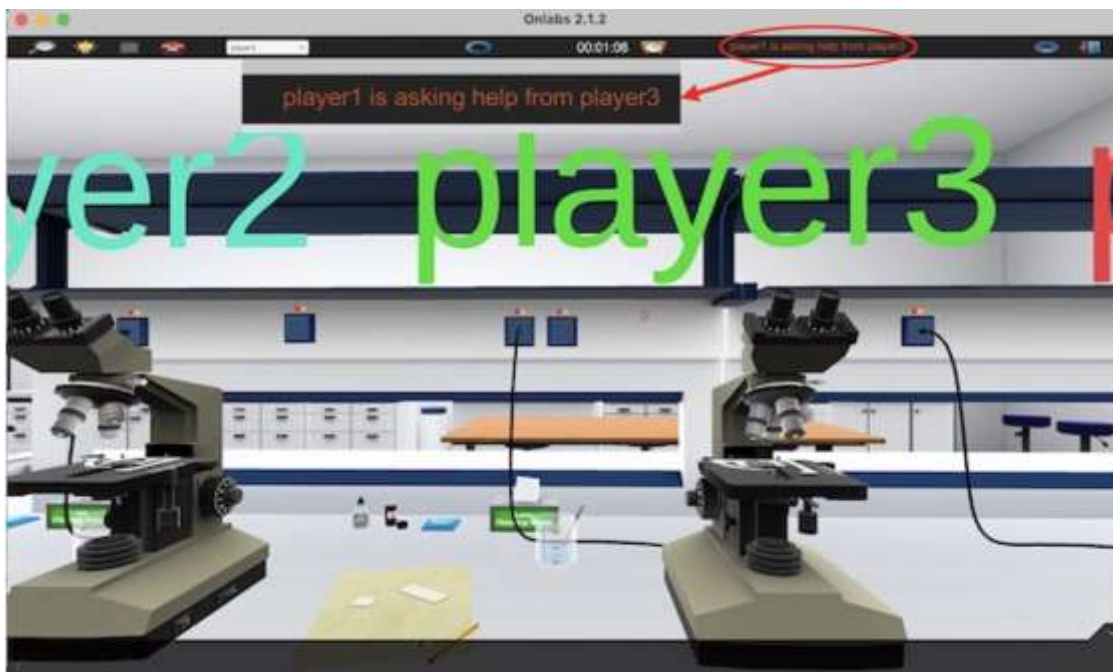 Onlabs 2.1.2
player1
00:01:06
player1 is asking help from player3
player1 is asking help from player3
yer2 player3 p